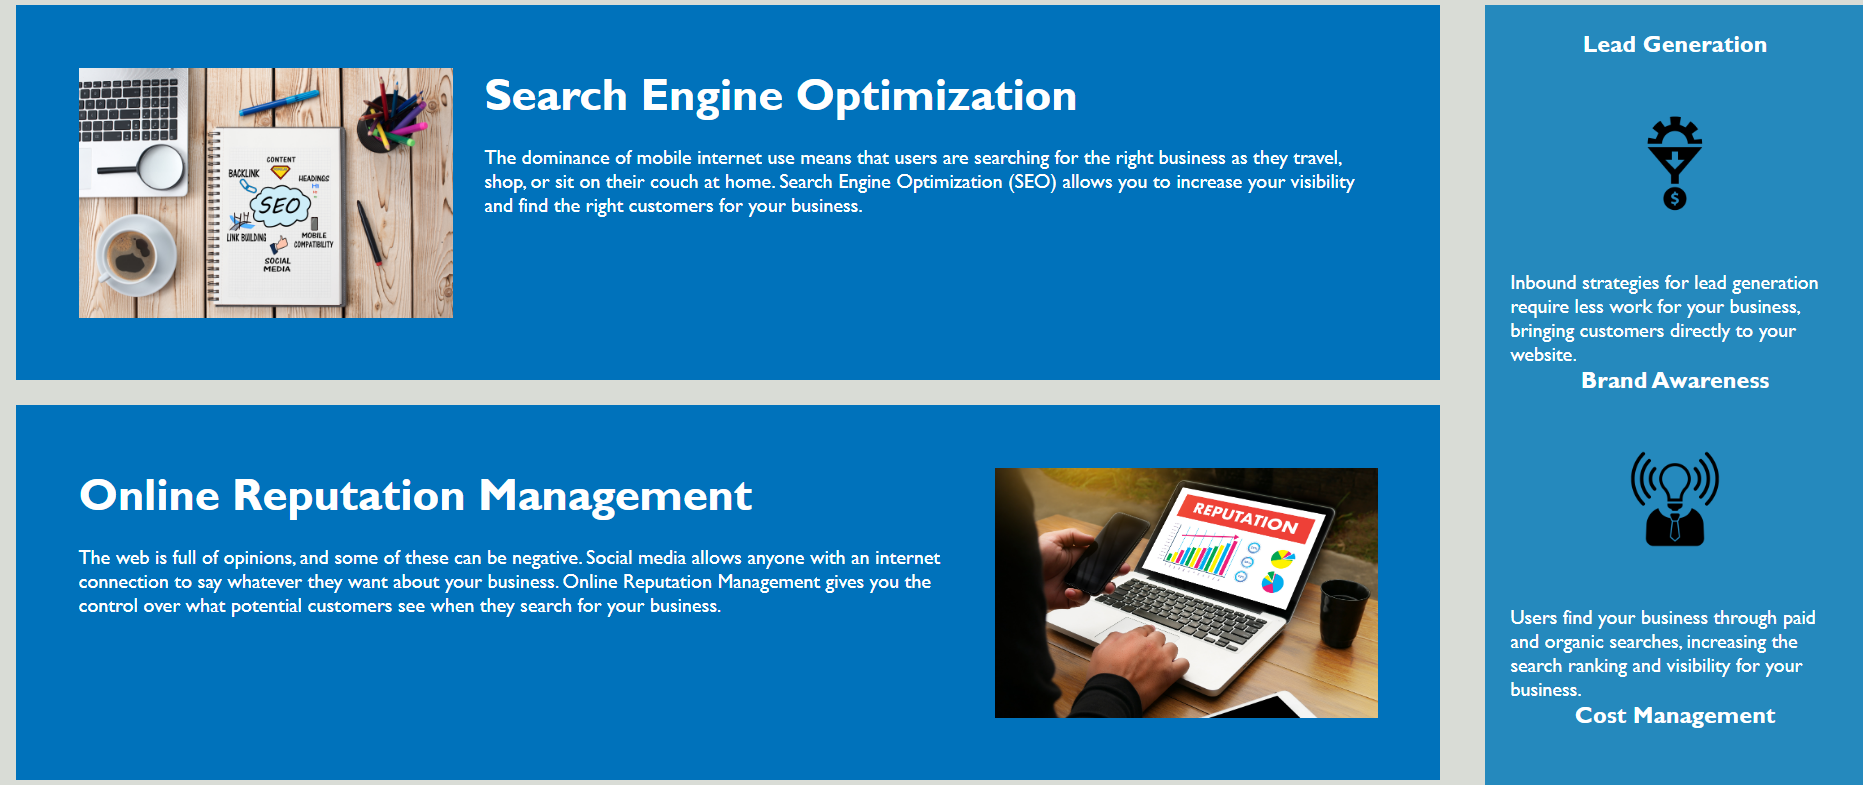 Search Engine Optimization
The dominance of mobile internet use means that users are searching for the right business as they travel,
shop, or sit on their couch at home. Search Engine Optimization (SEO) allows you to increase your visibility
and find the right customers for your business.
CONTENT
BACKLINK
HEADINGS
H1
SEO
LINK BUILDING
MOBILE
COMPATIBILITY
SOCIAL
MEDIA
Online Reputation Management
The web is full of opinions, and some of these can be negative. Social media allows anyone with an internet
connection to say whatever they want about your business. Online Reputation Management gives you the
control over what potential customers see when they search for your business.
REPUTATION
Lead Generation
$
Inbound strategies for lead generation
require less work for your business,
bringing customers directly to your
website.
Brand Awareness
Users find your business through paid
and organic searches, increasing the
search ranking and visibility for your
business.
Cost Management